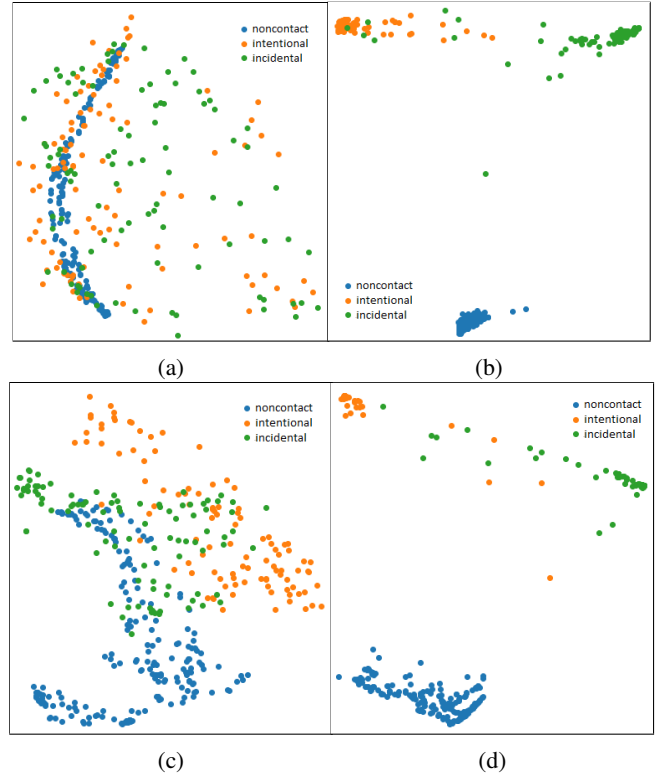 noncontact
intentional
incidental
noncontact
intentional
incidental
(a)
(b)
noncontact
intentional
incidental
noncontact
intentional
incidental
(c)
(d)